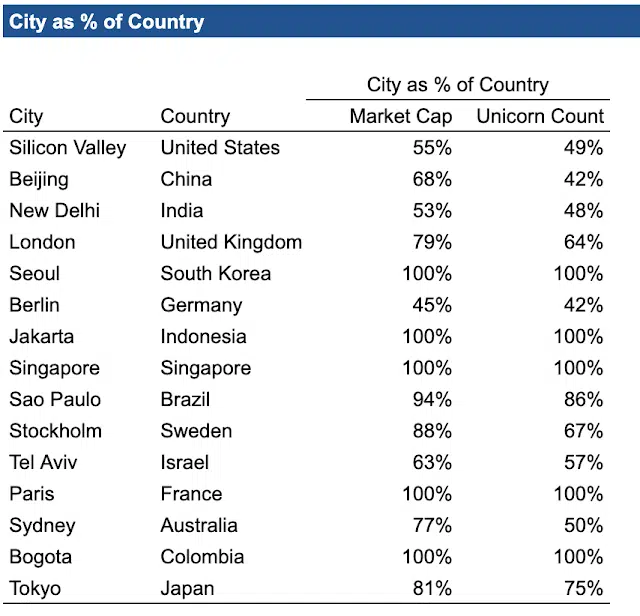 City as % of Country
City as % of Country
City Country Market Cap Unicorn Count
Silicon Valley United States 55% 49%
Beijing China 68% 42%
New Delhi India 53% 48%
London United Kingdom 79% 64%
Seoul South Korea 100% 100%
Berlin Germany 45% 42%
Jakarta Indonesia 100% 100%
Singapore Singapore 100% 100%
Sao Paulo Brazil 94% 86%
Stockholm Sweden 88% 67%
Tel Aviv Israel 63% 57%
Paris France 100% 100%
Sydney Australia 77% 50%
Bogota Colombia 100% 100%
Tokyo Japan 81% 75%